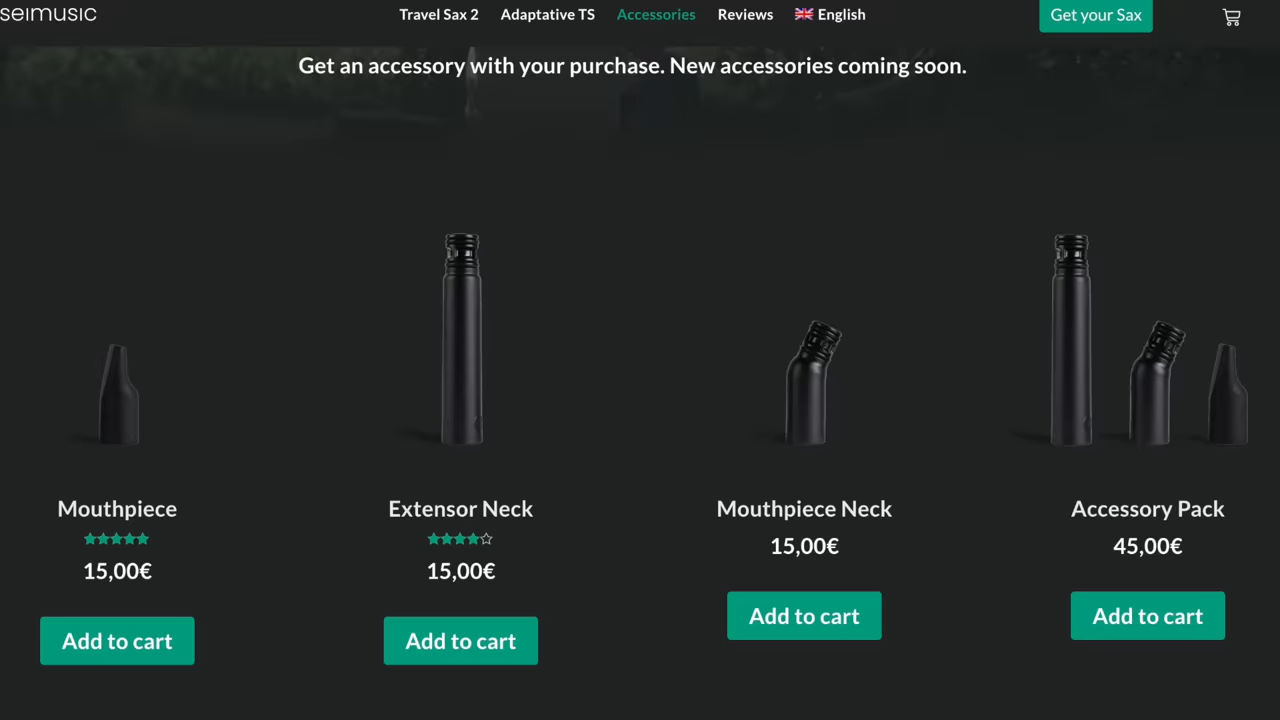 seimusic
Travel Sax 2 Adaptative TS Accessories Reviews English
Get your Sax
Get an accessory with your purchase. New accessories coming soon.
Mouthpiece
15,00€
Add to cart
Extensor Neck
15,00€
Add to cart
Mouthpiece Neck
15,00€
Add to cart
Accessory Pack
45,00€
Add to cart